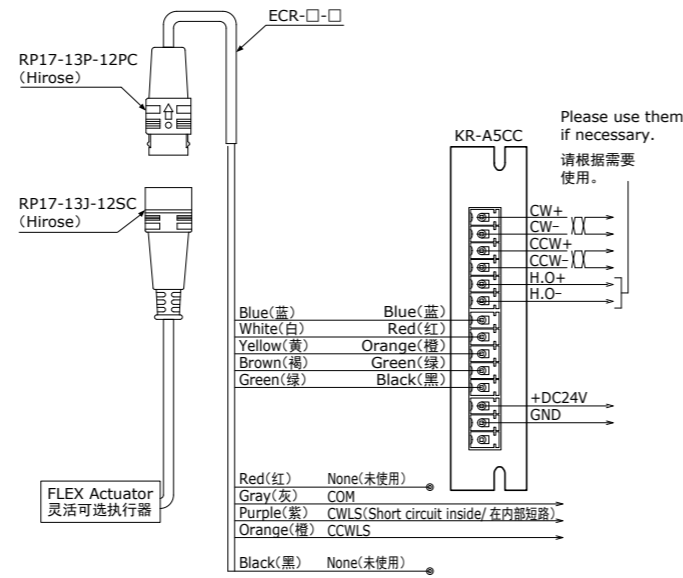 ECR-□-□
RP17-13P-12PC
(Hirose)
RP17-13J-12SC
(Hirose)
KR-A5CC
Please use them
if necessary.
请根据需要
使用。
CW+
CW-
CCW+
CCW-
H.O+
H.O-
Blue(蓝) Blue(蓝)
White(白) Red(红)
Yellow(黄) Orange(橙)
Brown(褐) Green(绿)
Green(绿) Black(黑)
+DC24V
GND
FLEX Actuator
灵活可选执行器
Red(红) None(未使用)
Gray(灰) COM
Purple(紫) CWLS(Short circuit inside/ 在内部短路)
Orange(橙) CCWLS
Black(黑) None(未使用)